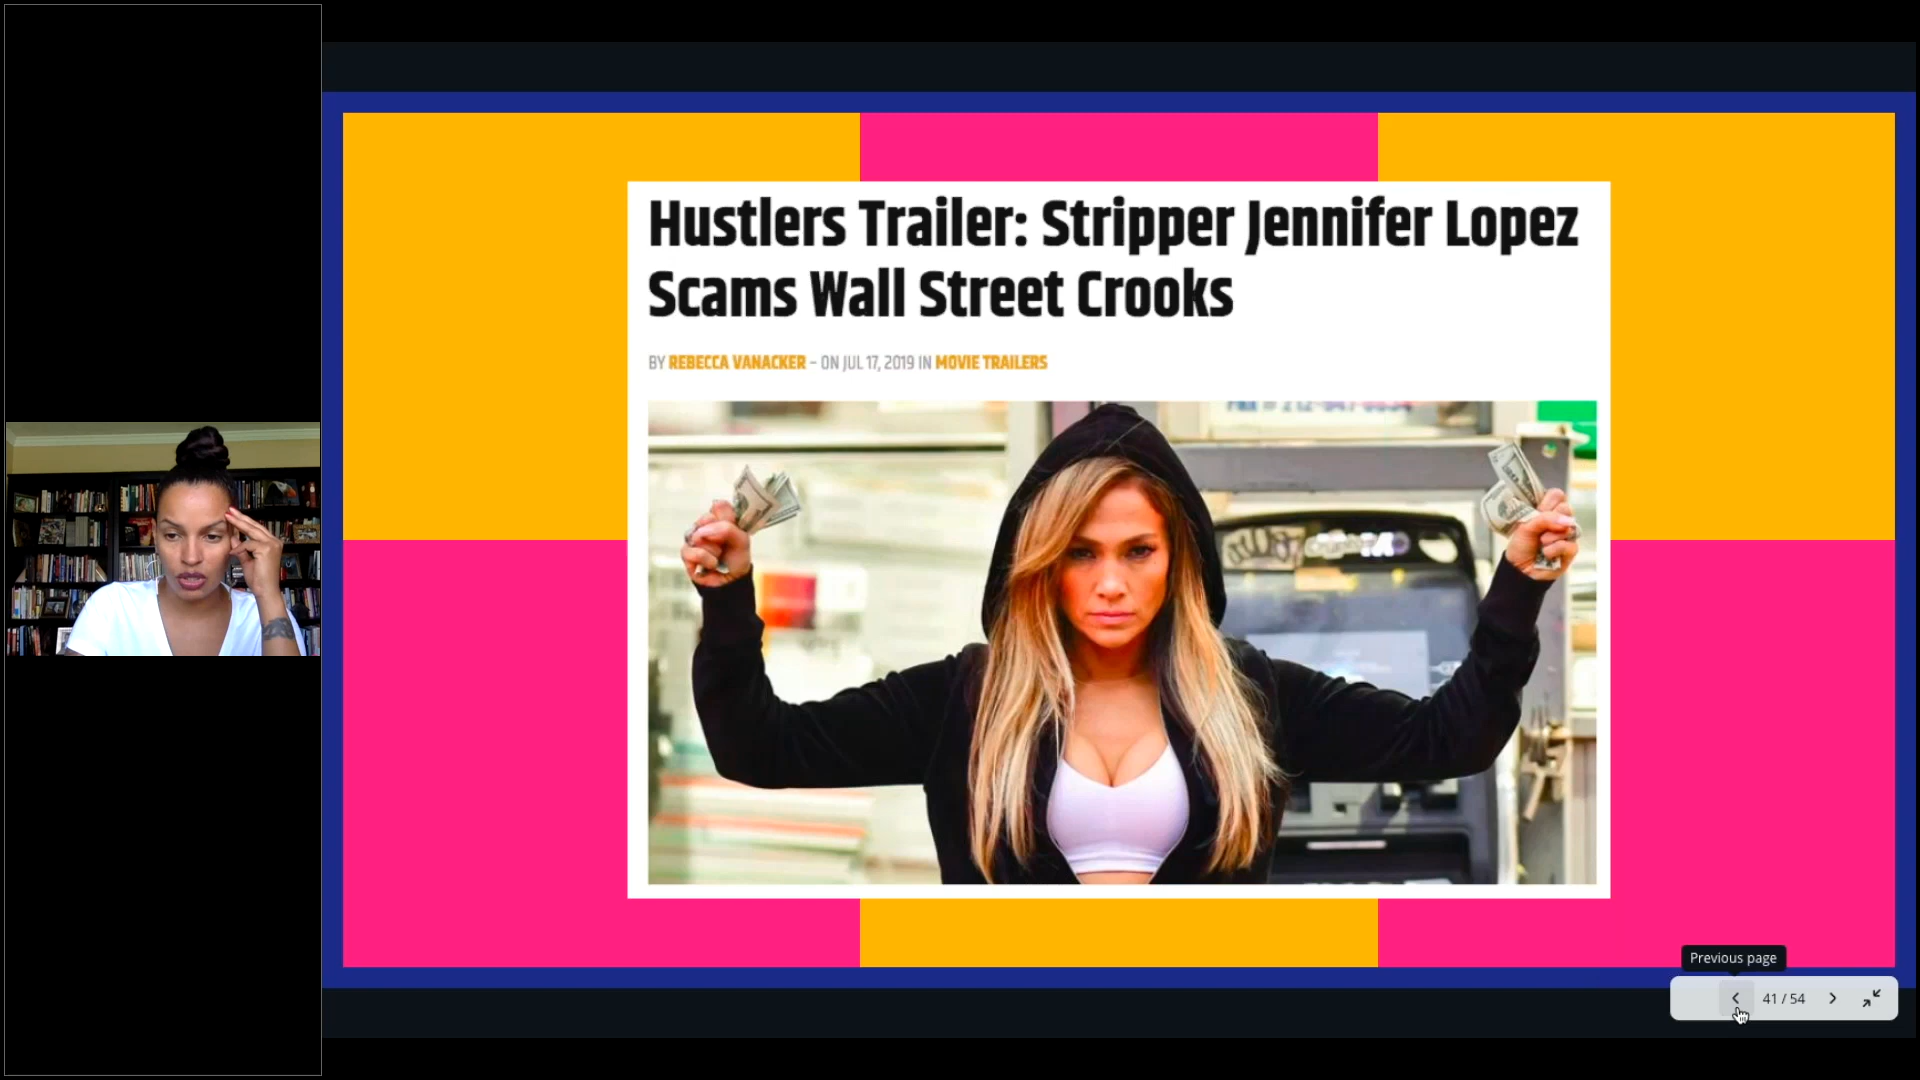 Hustlers Trailer: Stripper Jennifer Lopez
Scams Wall Street Crooks
BY REBECCA VANACKER – ON JUL 17, 2019 IN MOVIE TRAILERS
Previous page
41 / 54